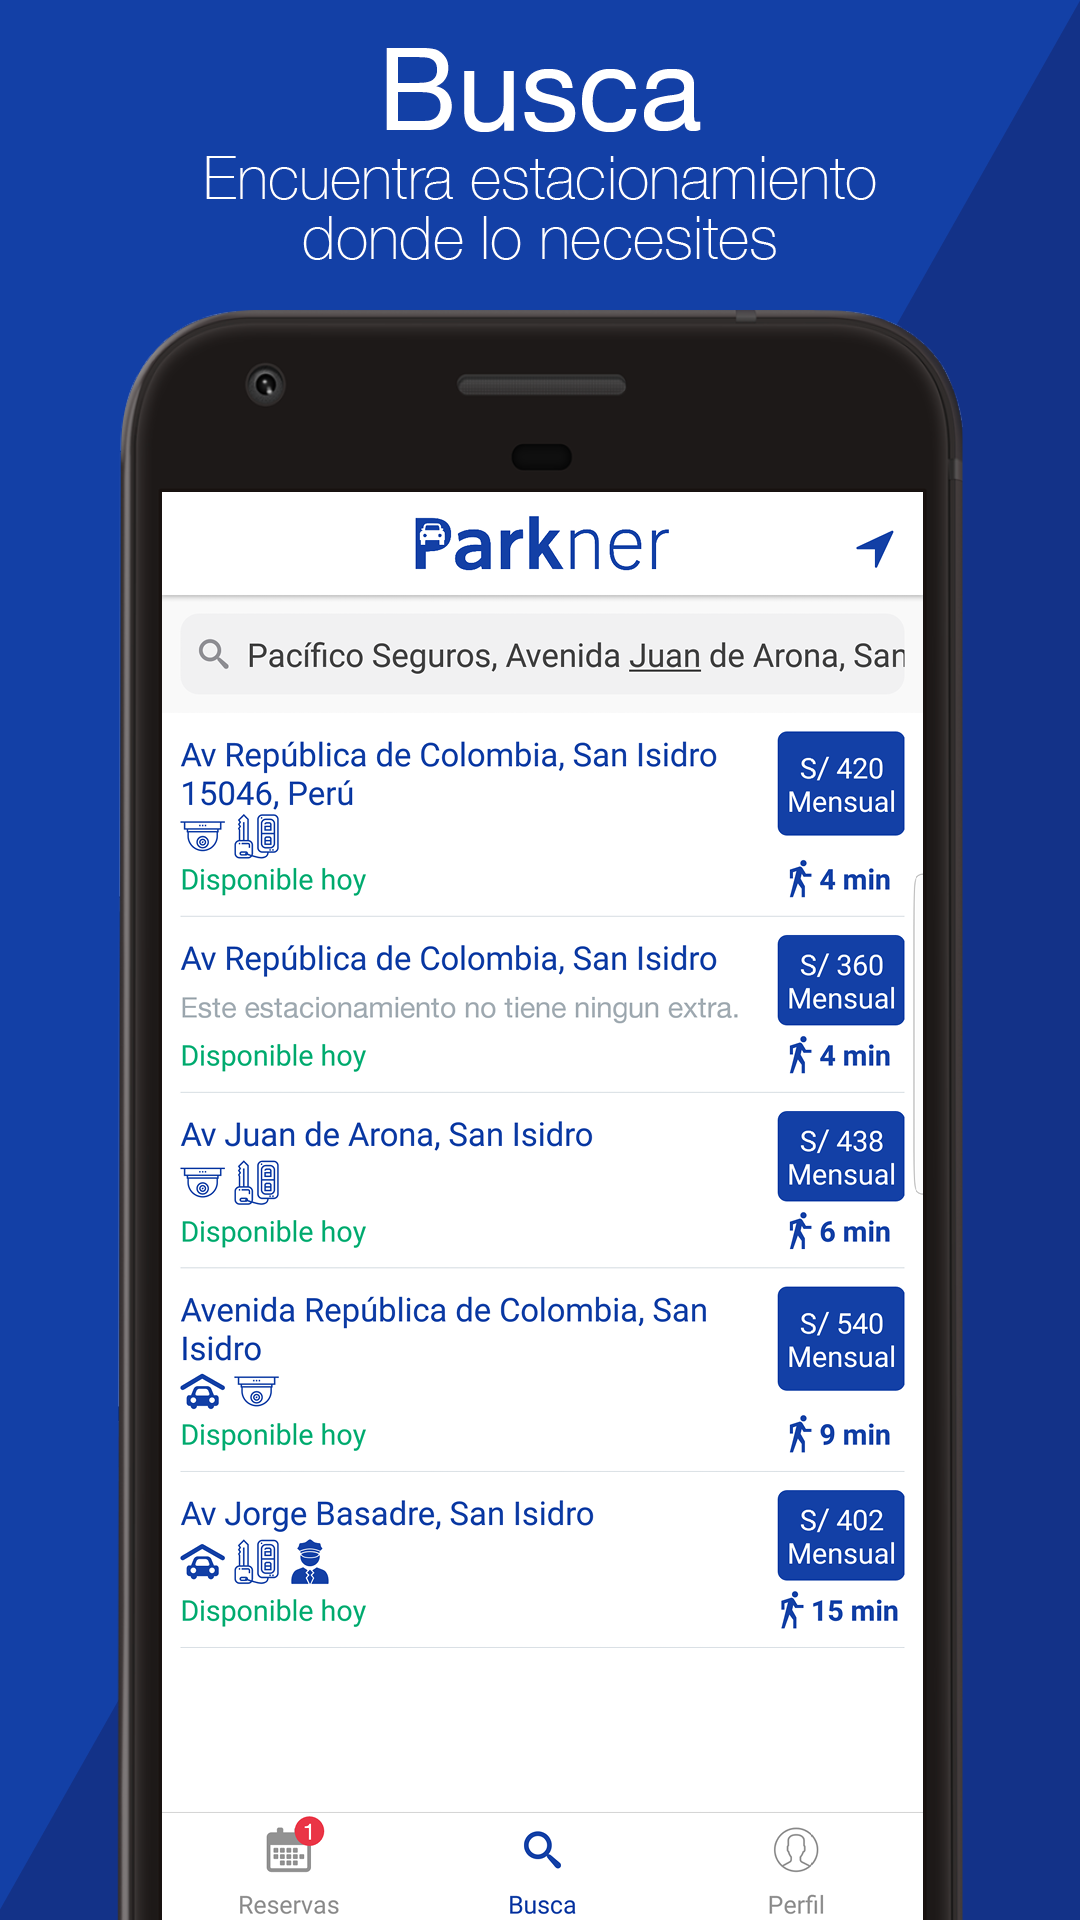 Busca
Encuentra estacionamiento
donde lo necesites
Parkner
Pacífico Seguros, Avenida Juan de Arona, San
Av República de Colombia, San Isidro
15046, Perú
S/ 420
Mensual
Disponible hoy
4 min
Av República de Colombia, San Isidro
S/ 360
Mensual
Este estacionamiento no tiene ningun extra.
Disponible hoy
4 min
Av Juan de Arona, San Isidro
S/ 438
Mensual
Disponible hoy
6 min
Avenida República de Colombia, San
Isidro
S/ 540
Mensual
Disponible hoy
9 min
Av Jorge Basadre, San Isidro
S/ 402
Mensual
Disponible hoy
15 min
1
Reservas
Busca
Perfil